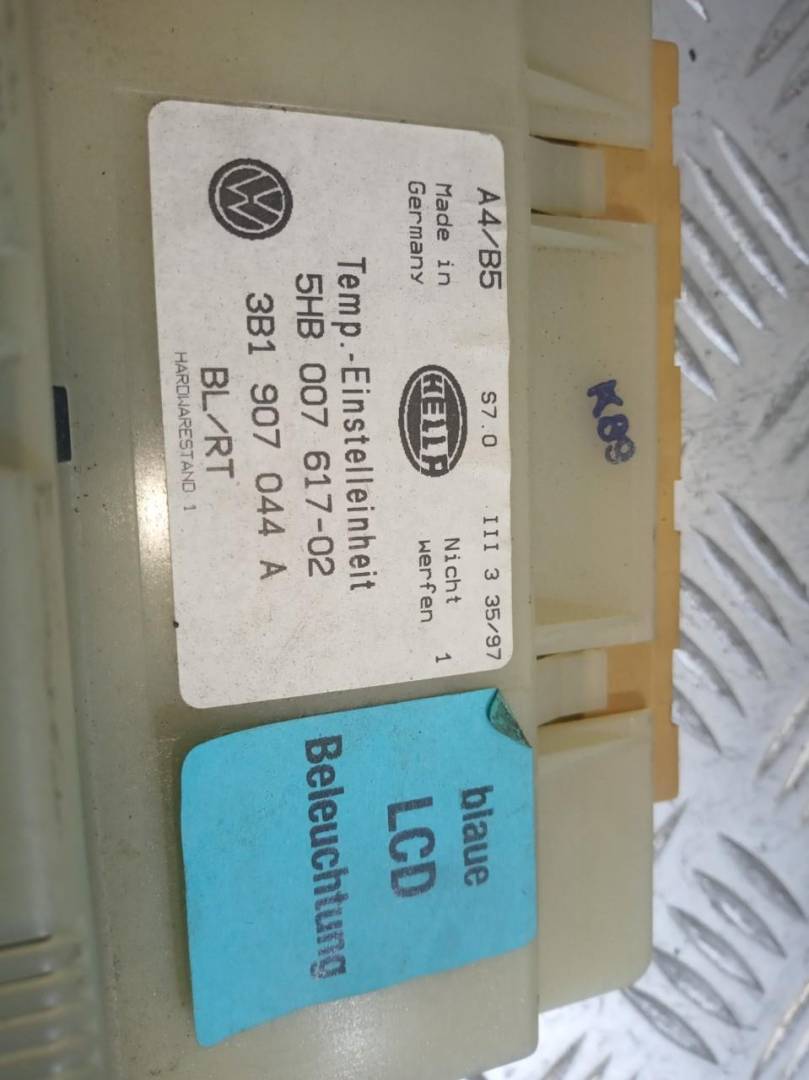 A4/B5 S7.0 III 3 35/97
Made in
Germany
HELLA
Nicht 1
werfen
Temp.-Einstelleinheit
5HB 007 617-02
3B1 907 044 A
BL/RT
HARDWARESTAND 1
VW
blaue
LCD
Beleuchtung